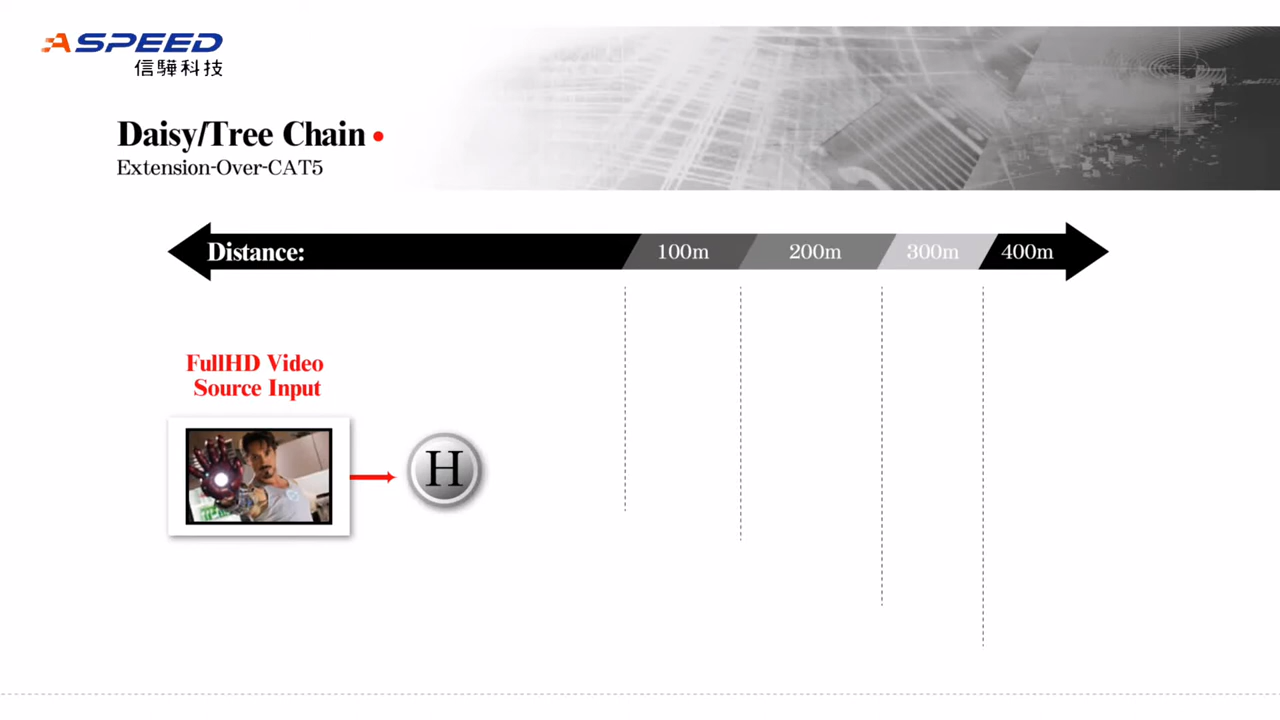 ASPEED
信驊科技
Daisy/Tree Chain
Extension-Over-CAT5
Distance: 100m 200m 300m 400m
FullHD Video
Source Input
H